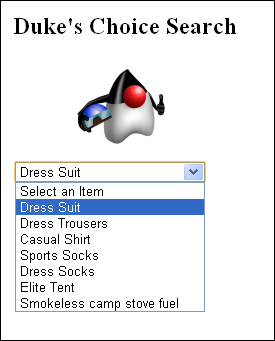 Duke's Choice Search
Dress Suit
Select an Item
Dress Suit
Dress Trousers
Casual Shirt
Sports Socks
Dress Socks
Elite Tent
Smokeless camp stove fuel